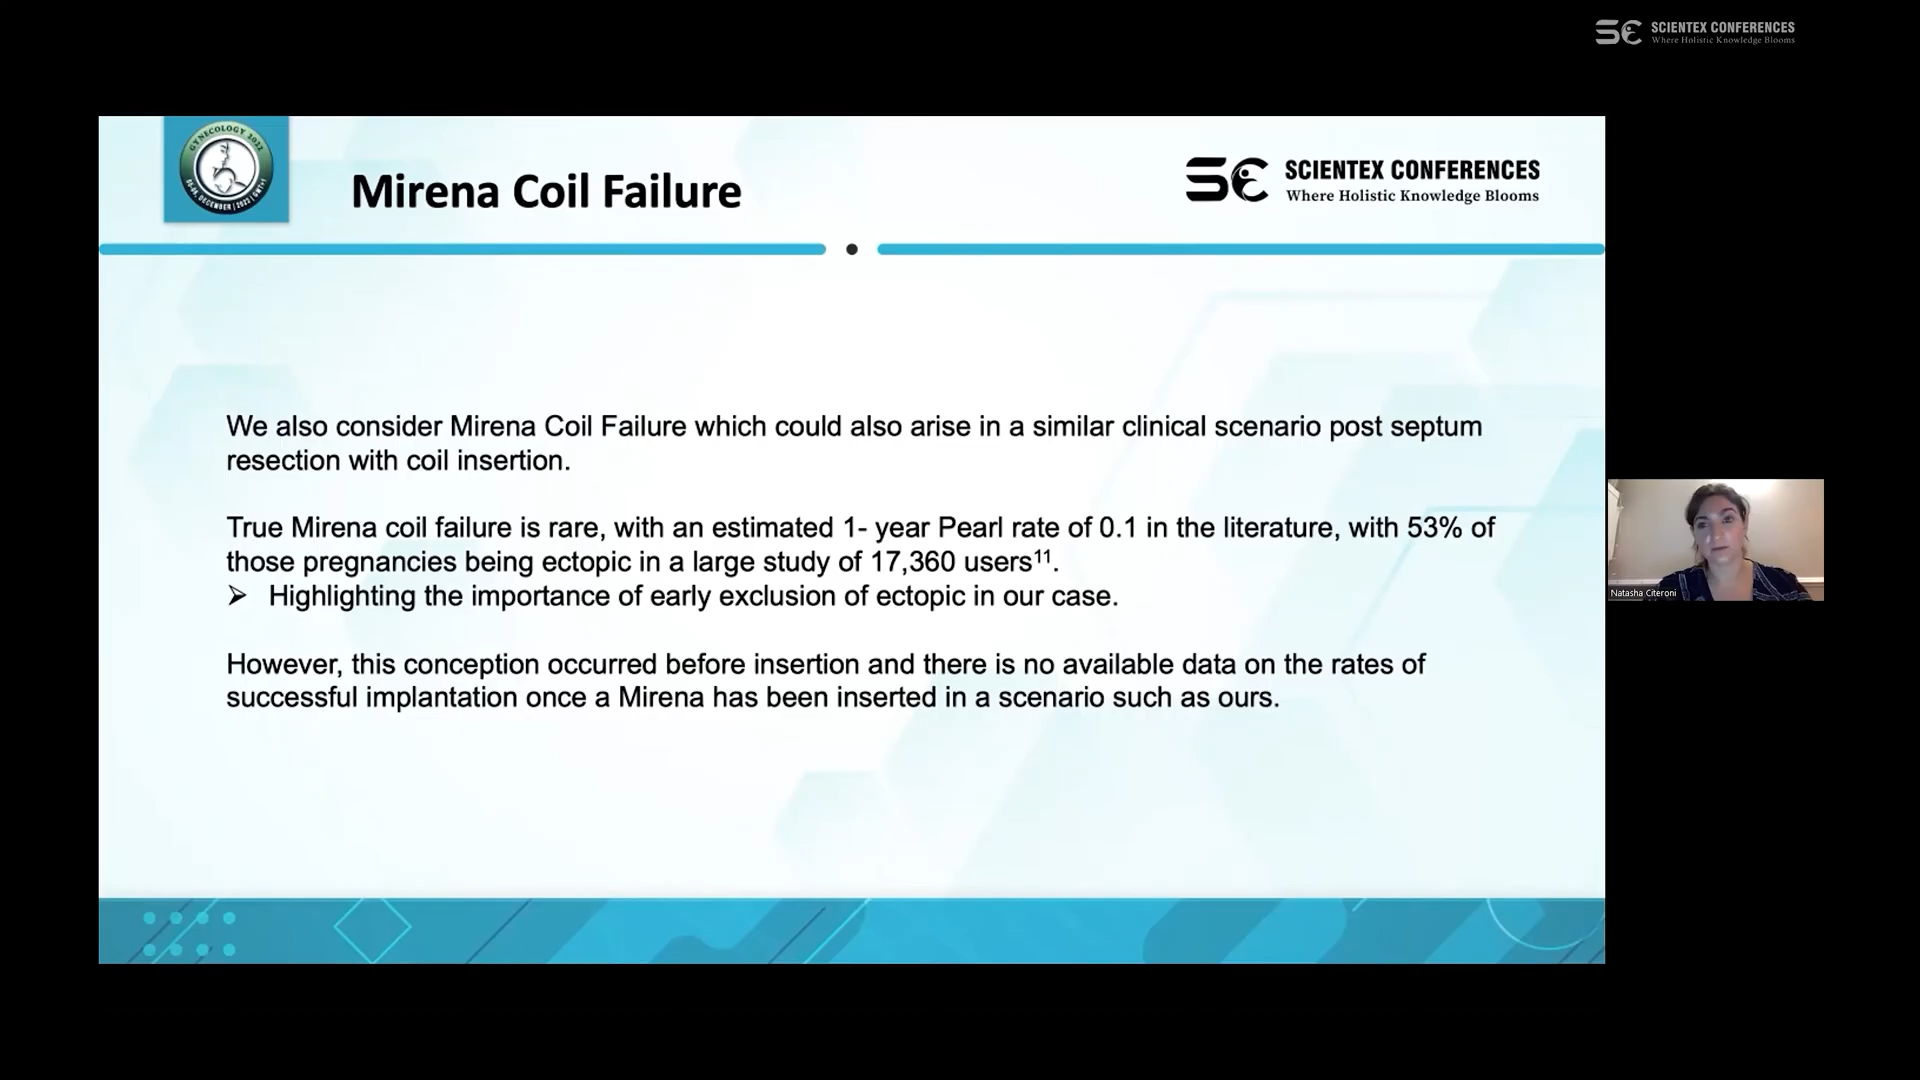 SCIENTEX CONFERENCES
Where Holistic Knowledge Blooms
GYNECOLOGY 2022
Mirena Coil Failure
SCIENTEX CONFERENCES
Where Holistic Knowledge Blooms
We also consider Mirena Coil Failure which could also arise in a similar clinical scenario post septum
resection with coil insertion.
True Mirena coil failure is rare, with an estimated 1- year Pearl rate of 0.1 in the literature, with 53% of
those pregnancies being ectopic in a large study of 17,360 users¹¹.
➢ Highlighting the importance of early exclusion of ectopic in our case.
However, this conception occurred before insertion and there is no available data on the rates of
successful implantation once a Mirena has been inserted in a scenario such as ours.
Natasha Citeroni